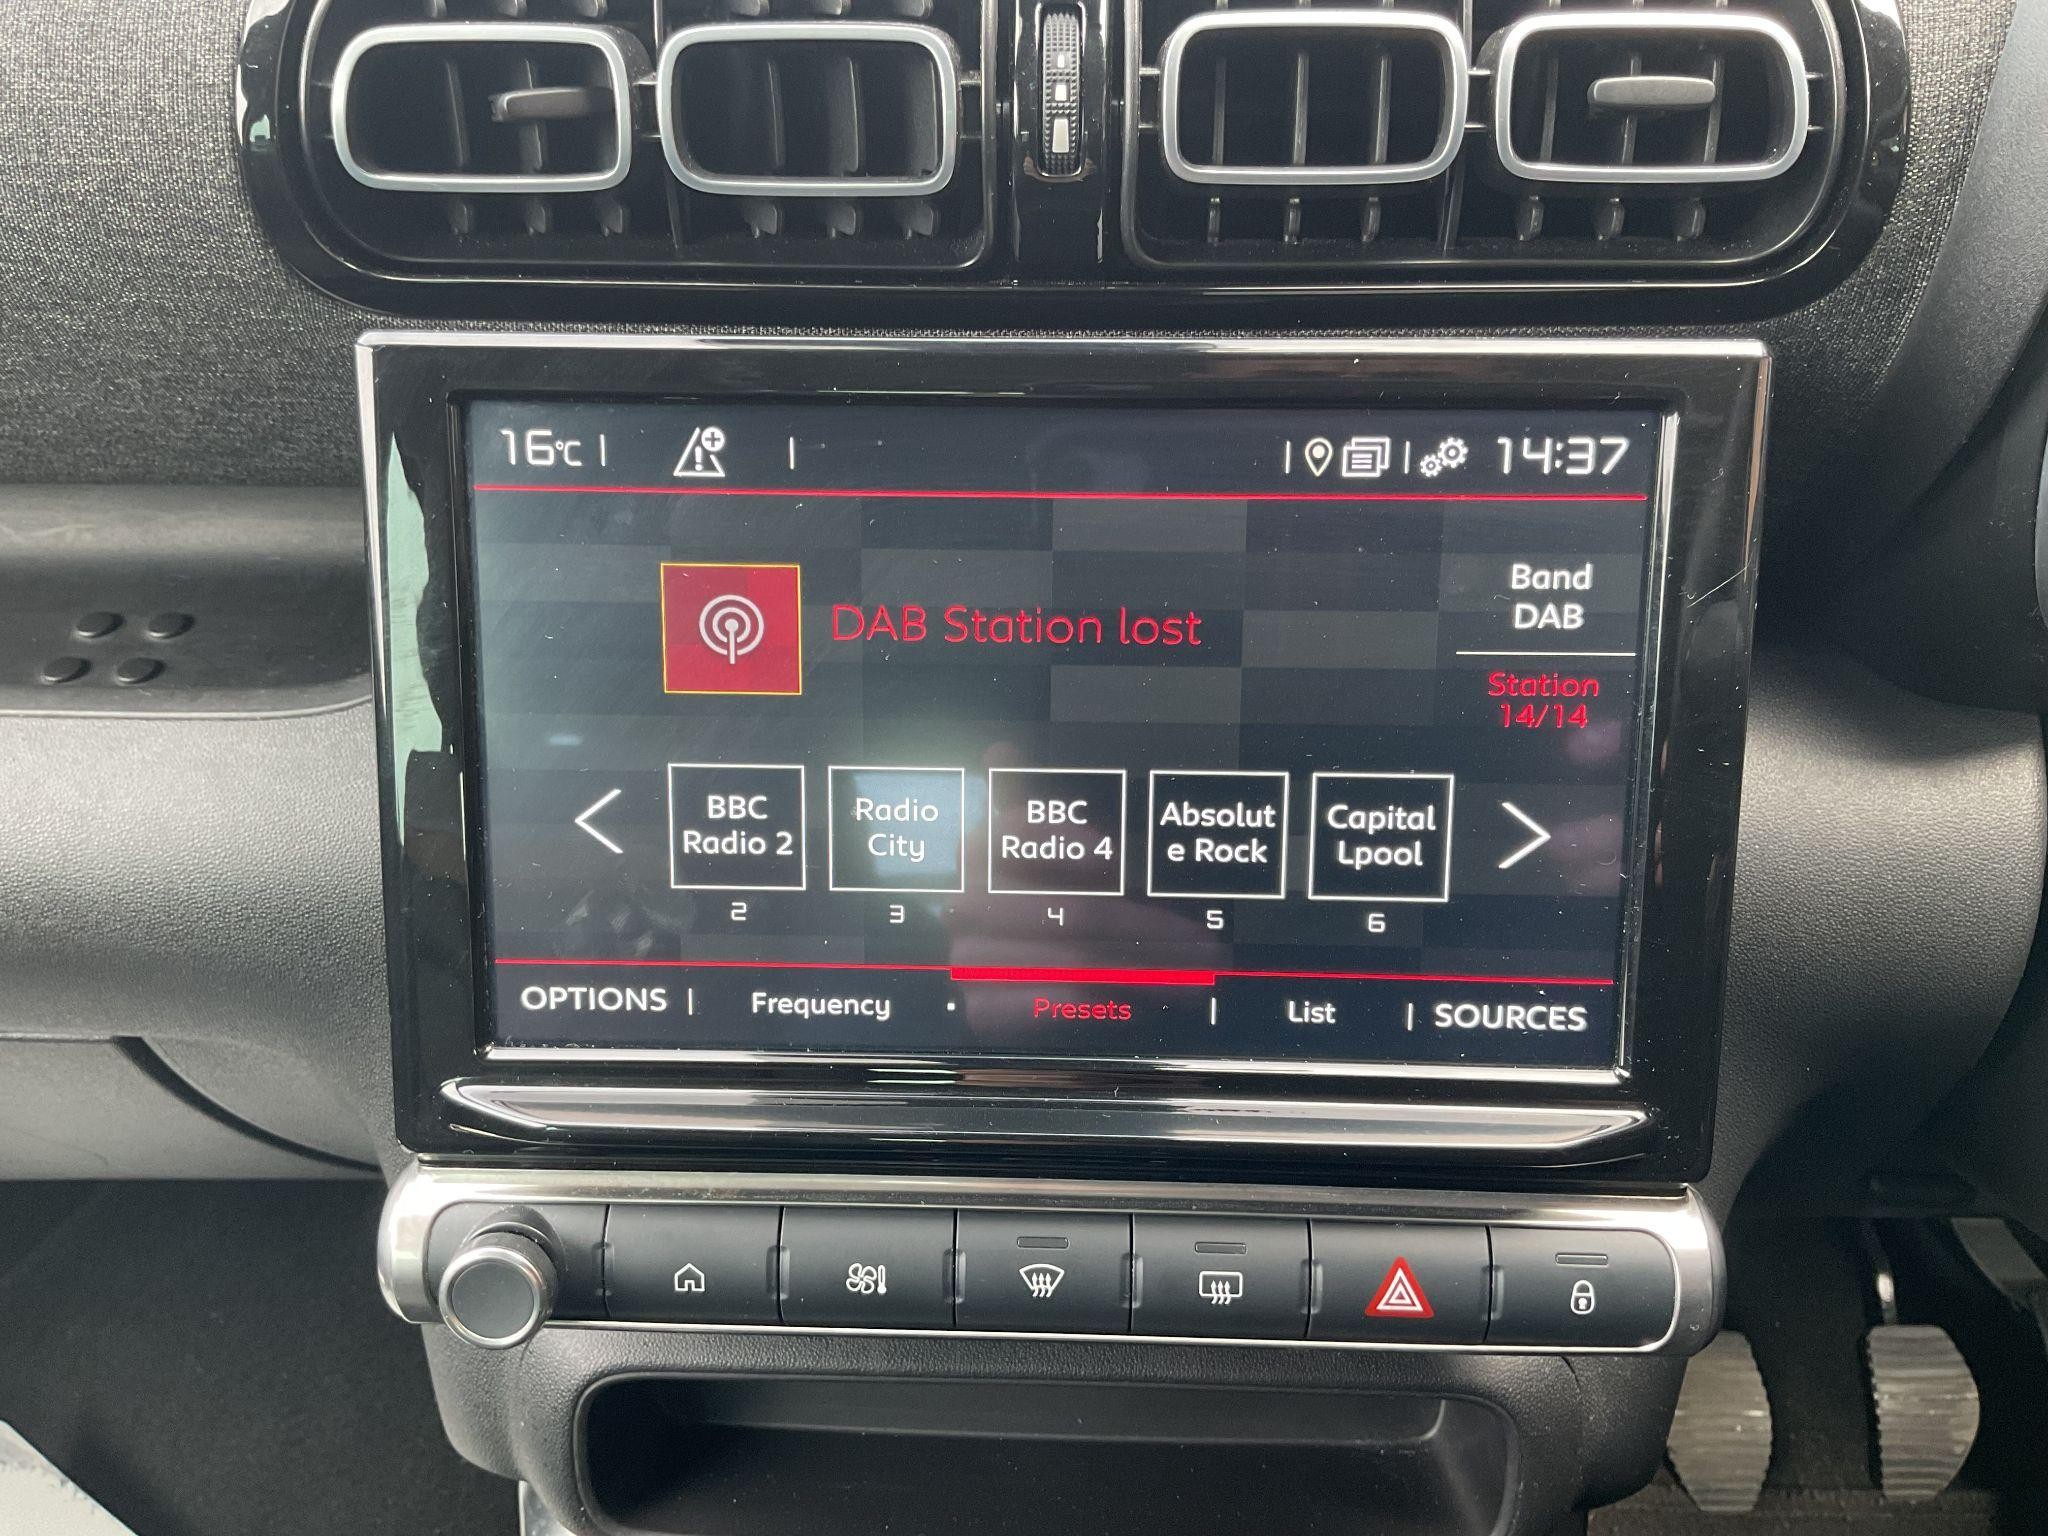 16°C
14:37
DAB Station lost
Band
DAB
Station
14/14
BBC
Radio 2
Radio
City
BBC
Radio 4
Absolut
e Rock
Capital
Lpool
2
3
4
5
6
OPTIONS
Frequency
Presets
List
SOURCES